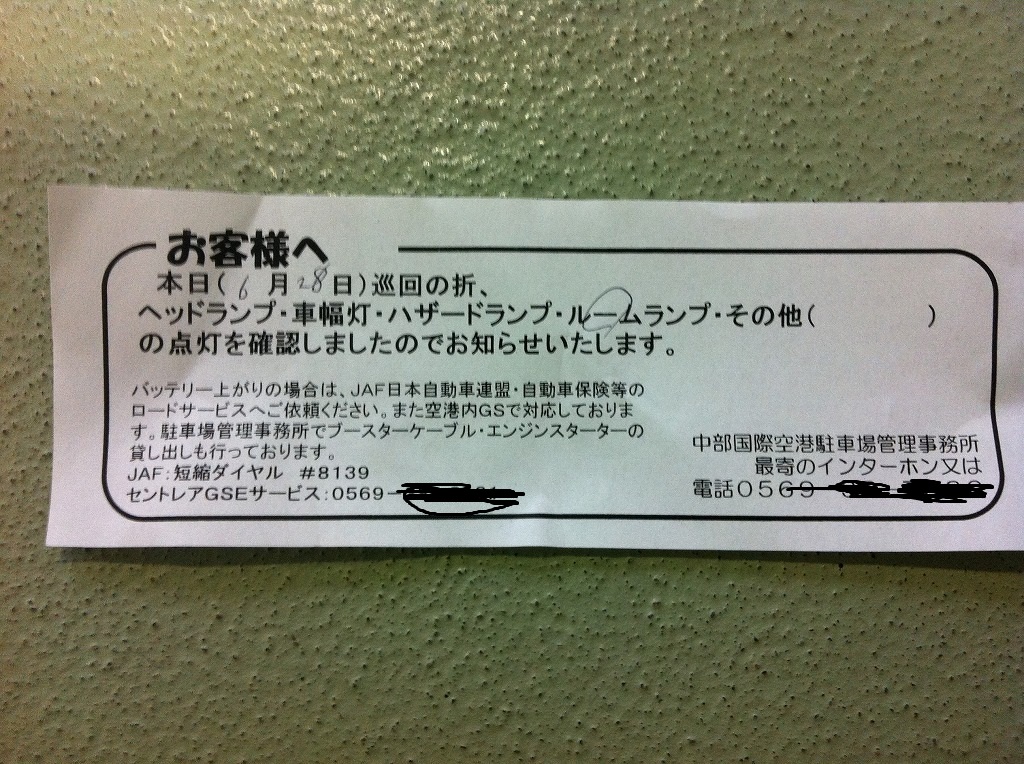 お客様へ
本日(6月28日)巡回の折、
ヘッドランプ・車幅灯・ハザードランプ・ルームランプ・その他( )
の点灯を確認しましたのでお知らせいたします。
バッテリー上がりの場合は、JAF日本自動車連盟・自動車保険等の
ロードサービスへご依頼ください。また空港内GSで対応しておりま
す。駐車場管理事務所でブースターケーブル・エンジンスターターの
貸し出しも行っております。
JAF:短縮ダイヤル #8139
セントレアGSEサービス:0569-
中部国際空港駐車場管理事務所
最寄のインターホン又は
電話0569